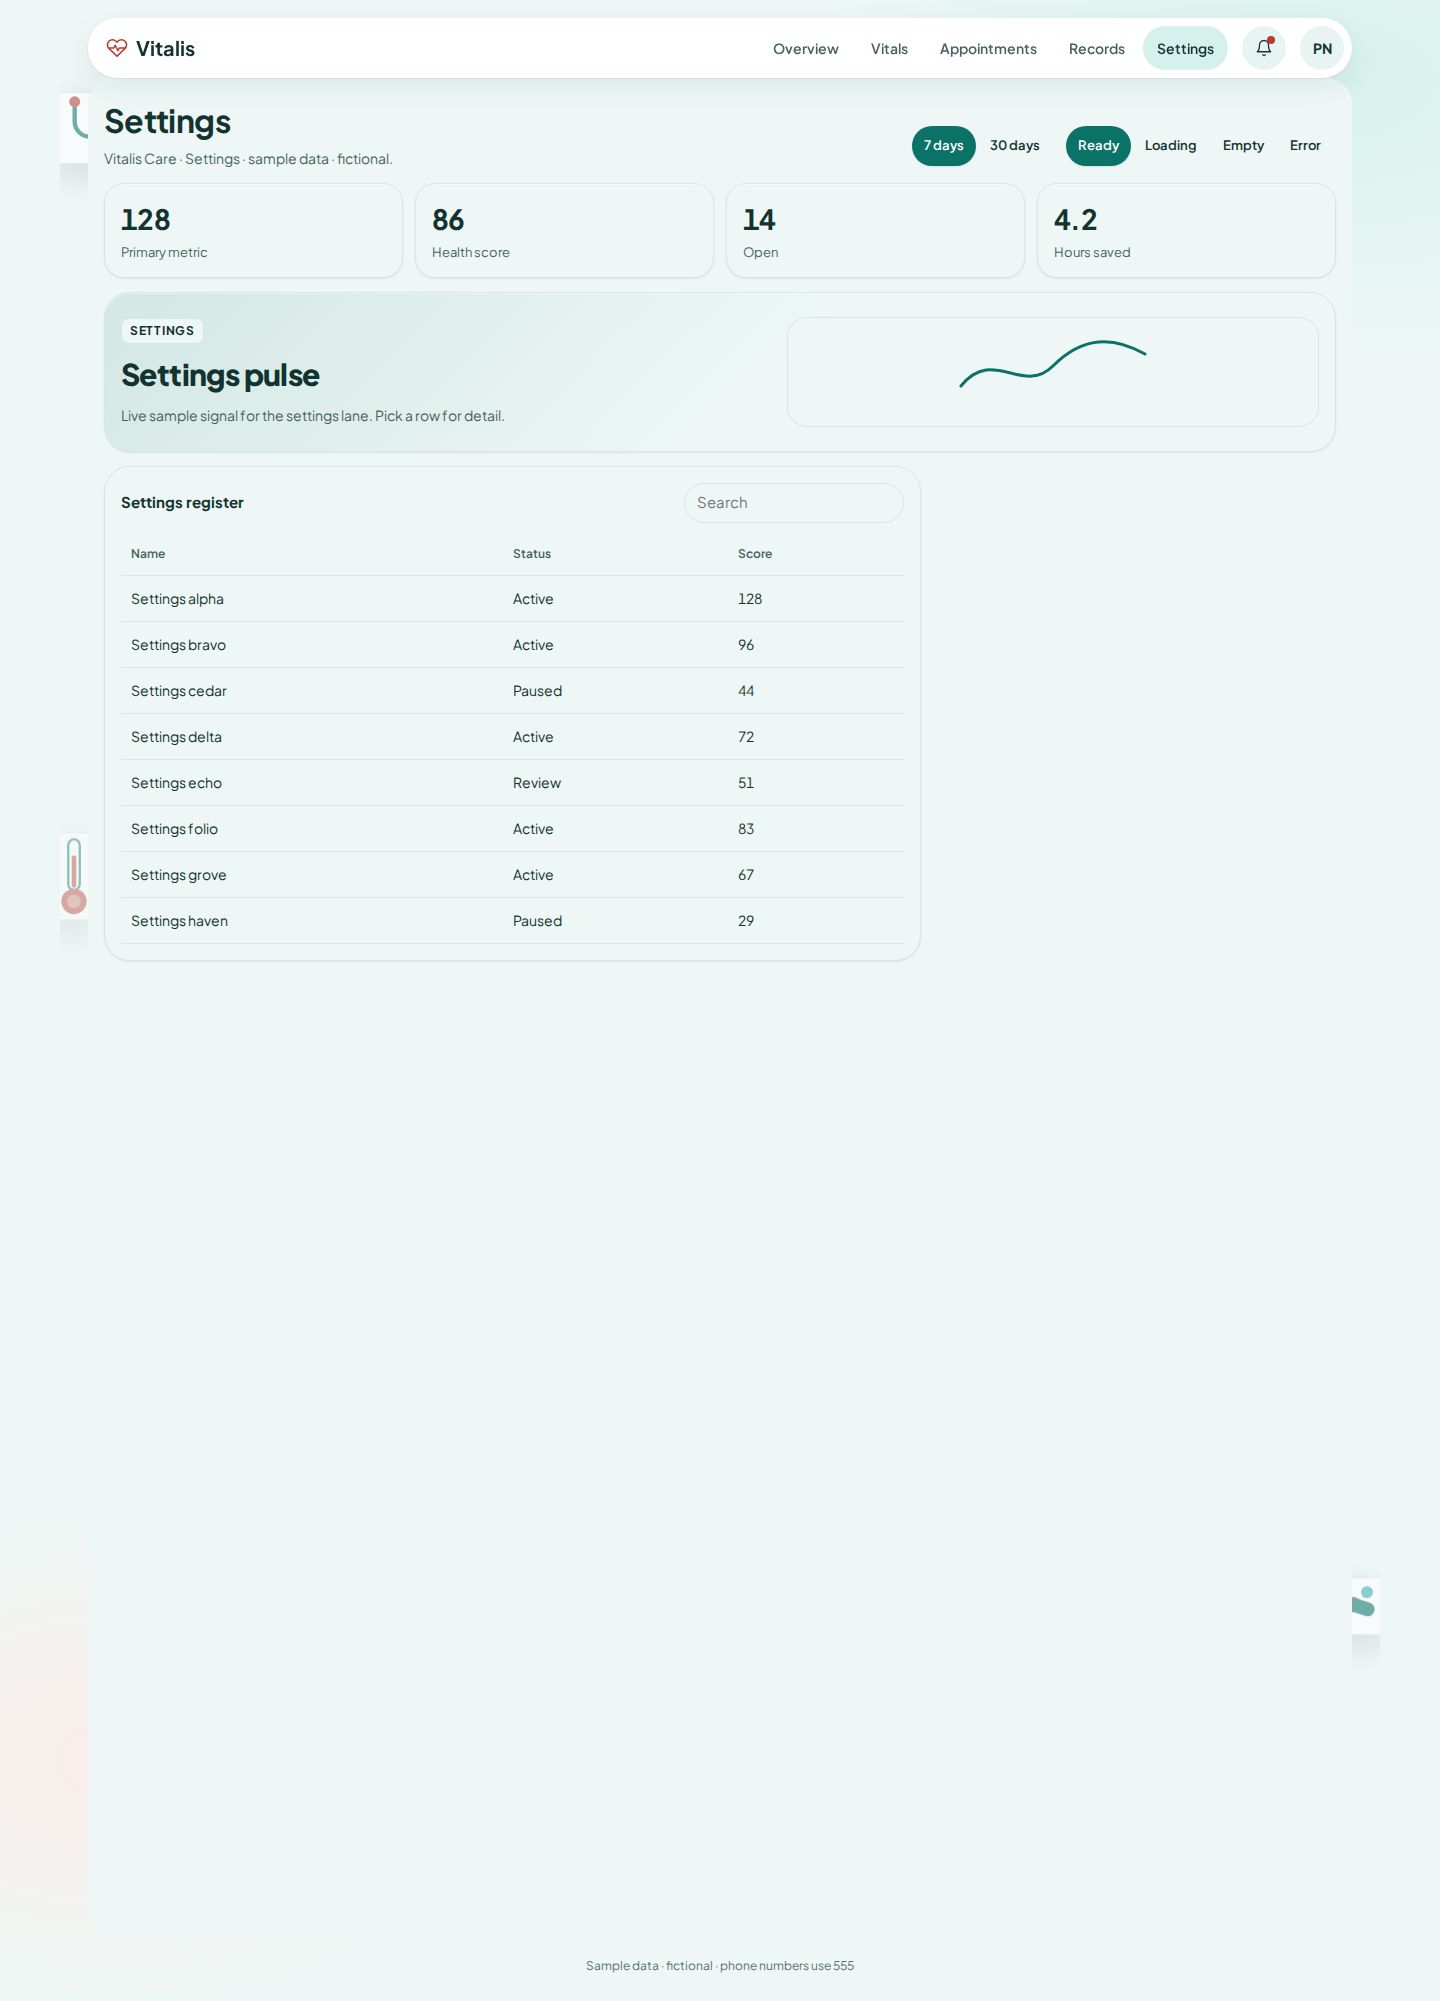 Vitalis
Overview Vitals Appointments Records Settings PN
Settings
Vitalis Care · Settings · sample data · fictional.
7 days 30 days Ready Loading Empty Error
128 86 14 4.2
Primary metric Health score Open Hours saved
SETTINGS
Settings pulse
Live sample signal for the settings lane. Pick a row for detail.
Settings register Search
Name Status Score
Settings alpha Active 128
Settings bravo Active 96
Settings cedar Paused 44
Settings delta Active 72
Settings echo Review 51
Settings folio Active 83
Settings grove Active 67
Settings haven Paused 29
Sample data · fictional · phone numbers use 555